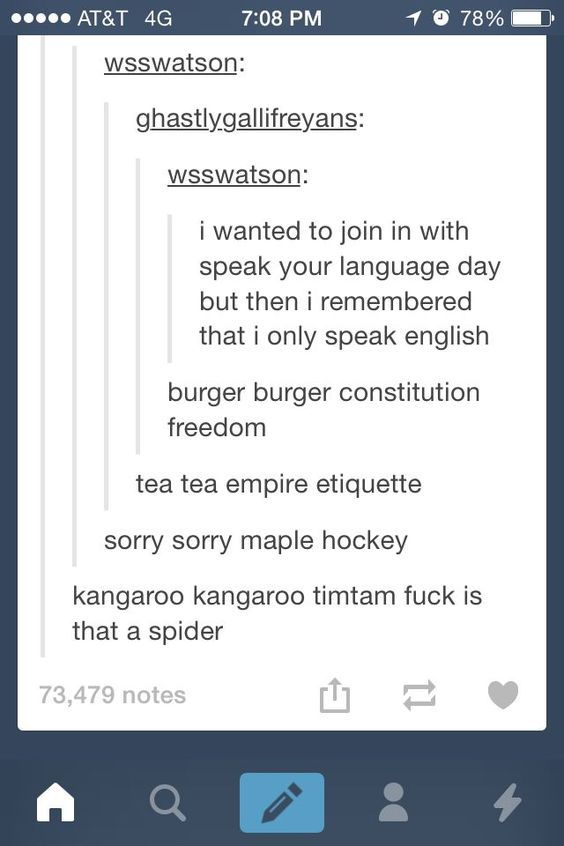 AT&T 4G 7:08 PM 78%
wsswatson:
ghastlygallifreyans:
wsswatson:
i wanted to join in with
speak your language day
but then i remembered
that i only speak english
burger burger constitution
freedom
tea tea empire etiquette
sorry sorry maple hockey
kangaroo kangaroo timtam fuck is
that a spider
73,479 notes